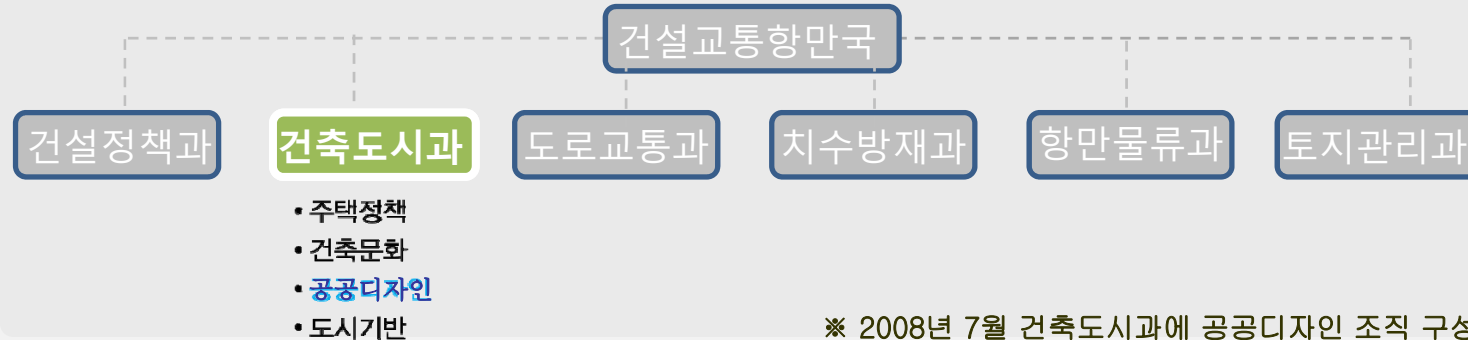 건설교통항만국
건설정책과
건축도시과
도로교통과
치수방재과
항만물류과
토지관리과
• 주택정책
• 건축문화
• 공공디자인
• 도시기반
※ 2008년 7월 건축도시과에 공공디자인 조직 구성